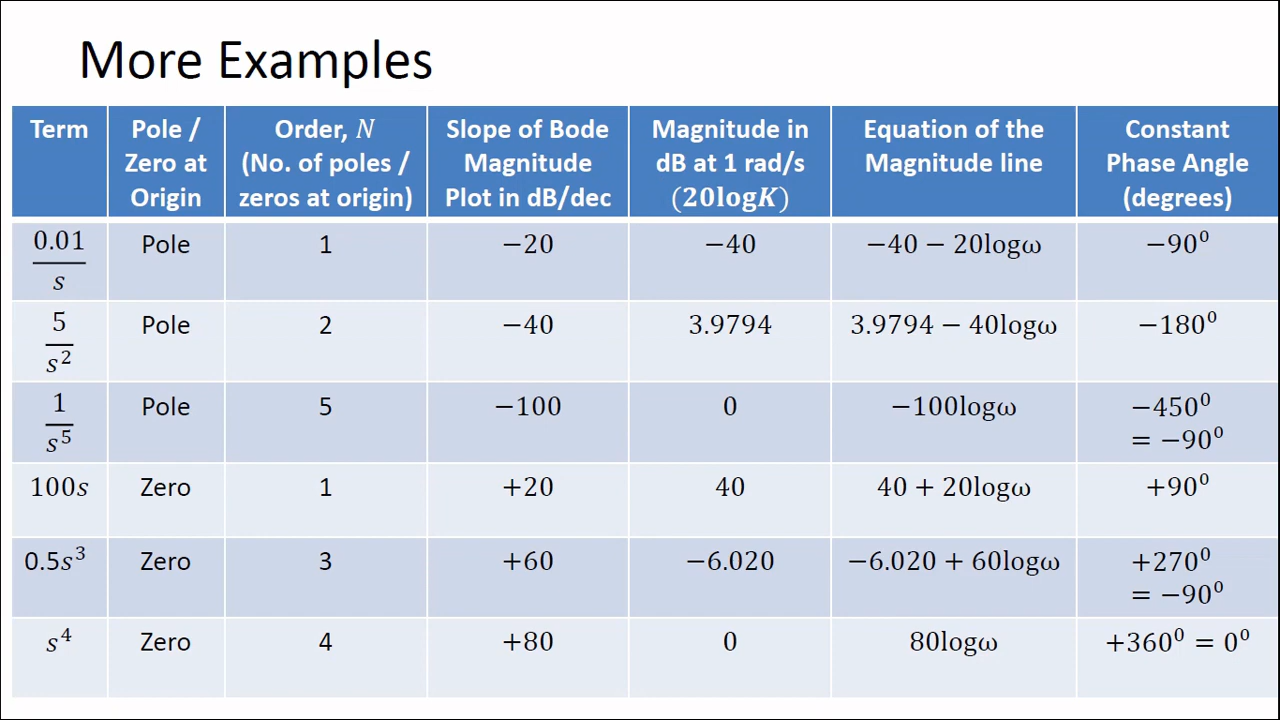 More Examples
Term
Pole /
Zero at
Origin
Order, N
(No. of poles /
zeros at origin)
Slope of Bode
Magnitude
Plot in dB/dec
Magnitude in
dB at 1 rad/s
(20logK)
Equation of the
Magnitude line
Constant
Phase Angle
(degrees)
0.01
s
Pole
1
−20
−40
−40 − 20logω
−90⁰
5
s²
Pole
2
−40
3.9794
3.9794 − 40logω
−180⁰
1
s⁵
Pole
5
−100
0
−100logω
−450⁰
= −90⁰
100s
Zero
1
+20
40
40 + 20logω
+90⁰
0.5s³
Zero
3
+60
−6.020
−6.020 + 60logω
+270⁰
= −90⁰
s⁴
Zero
4
+80
0
80logω
+360⁰ = 0⁰